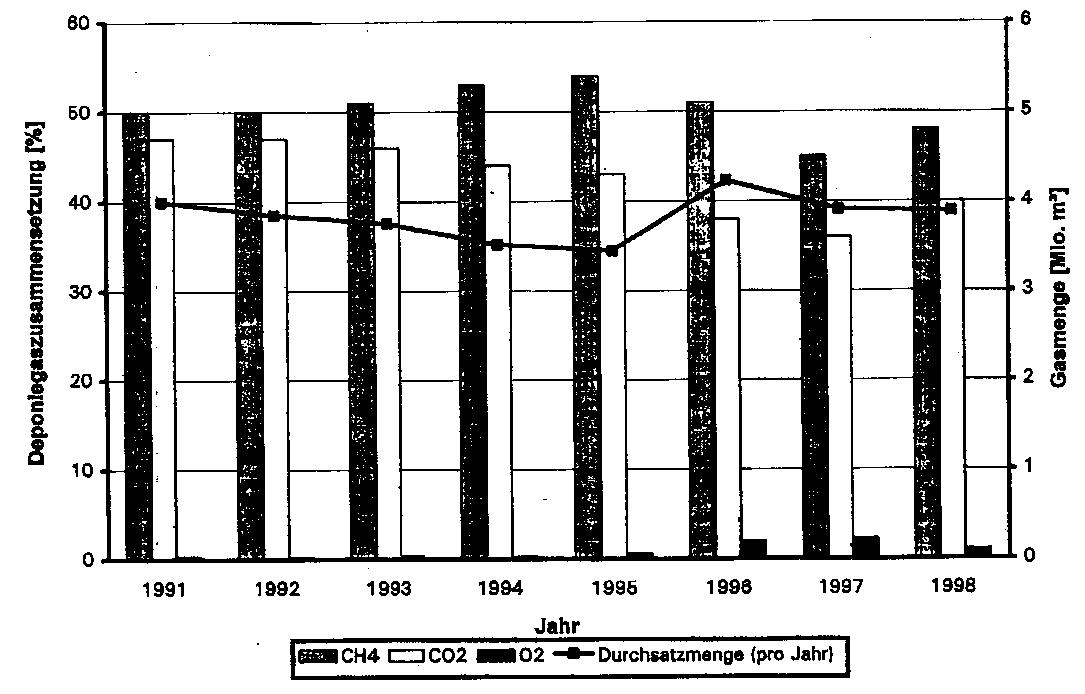 60
50
40
30
20
10
0
Deponiegaszusammensetzung [%]
6
5
4
3
2
1
0
Gasmenge [Mio. m³]
1991 1992 1993 1994 1995 1996 1997 1998
Jahr
CH4 CO2 O2 Durchsatzmenge (pro Jahr)